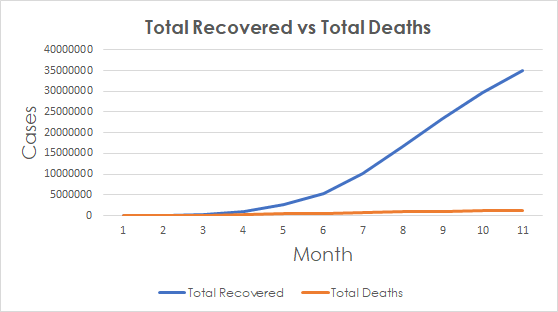 Total Recovered vs Total Deaths
40000000
35000000
30000000
25000000
20000000
15000000
10000000
5000000
0
Cases
1 2 3 4 5 6 7 8 9 10 11
Month
Total Recovered Total Deaths